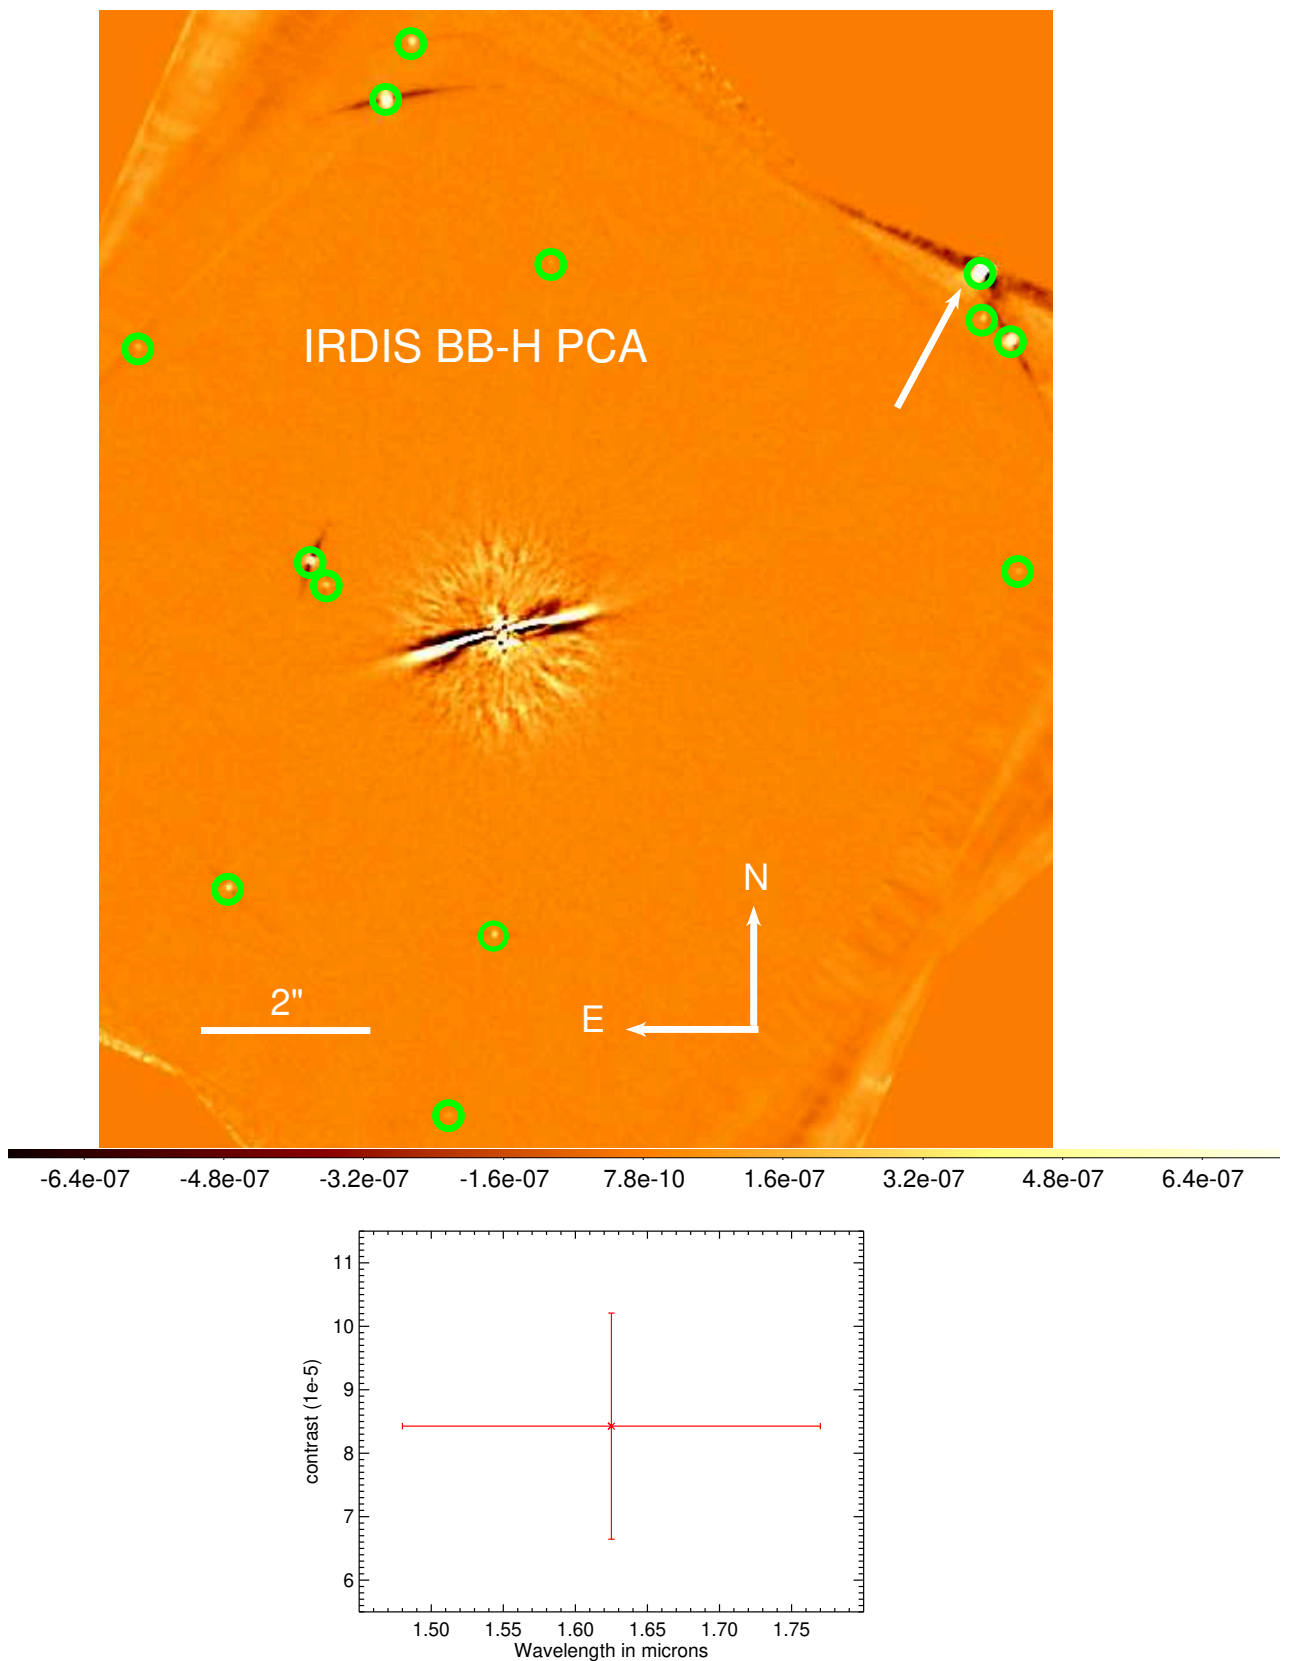 IRDIS BB-H PCA
N
2"
E
-6.4e-07 -4.8e-07 -3.2e-07 -1.6e-07 7.8e-10 1.6e-07 3.2e-07 4.8e-07 6.4e-07
11
10
9
8
7
6
contrast (1e-5)
1.50 1.55 1.60 1.65 1.70 1.75
Wavelength in microns